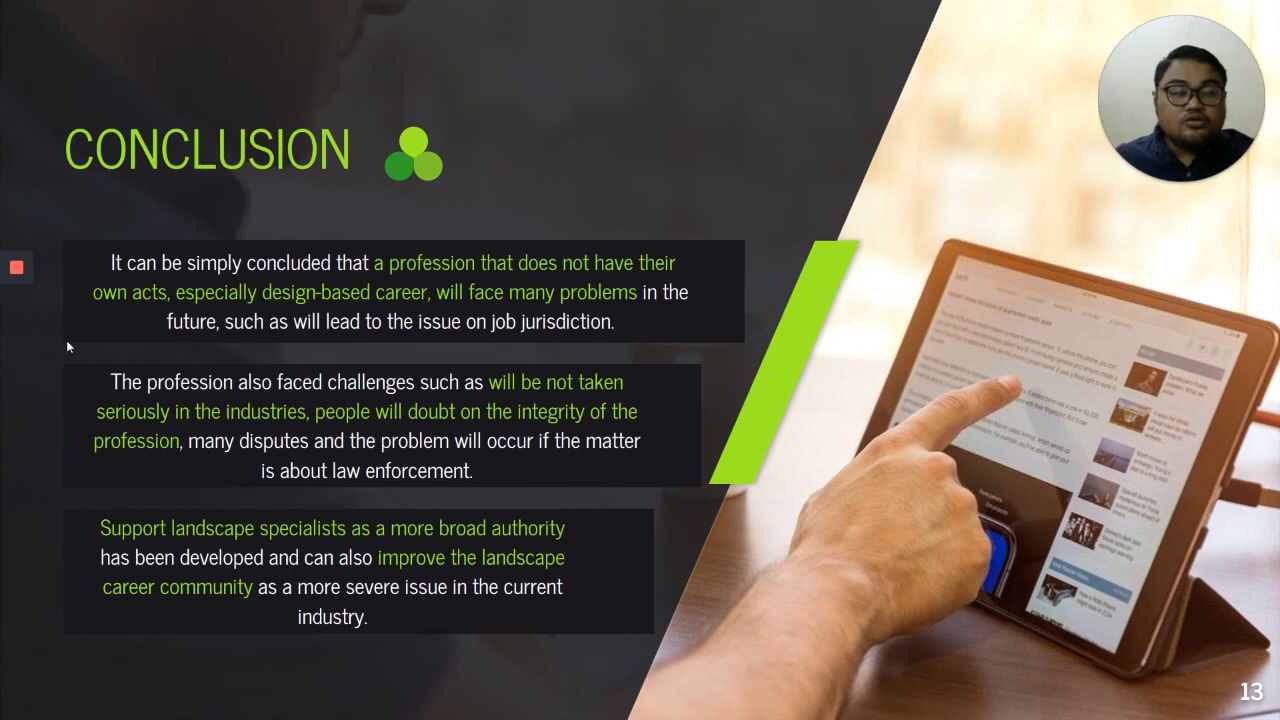 CONCLUSION
It can be simply concluded that a profession that does not have their
own acts, especially design-based career, will face many problems in the
future, such as will lead to the issue on job jurisdiction.
The profession also faced challenges such as will be not taken
seriously in the industries, people will doubt on the integrity of the
profession, many disputes and the problem will occur if the matter
is about law enforcement.
Support landscape specialists as a more broad authority
has been developed and can also improve the landscape
career community as a more severe issue in the current
industry.
13